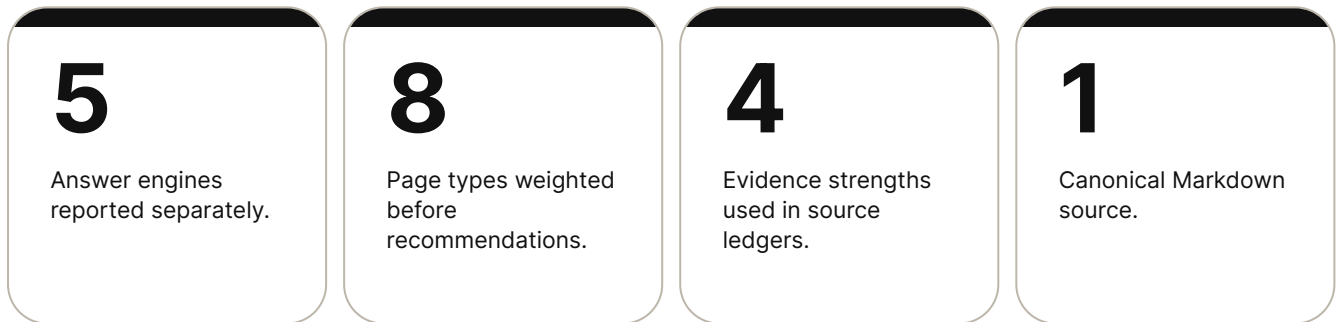 5
Answer engines
reported separately.
8
Page types weighted
before
recommendations.
4
Evidence strengths
used in source
ledgers.
1
Canonical Markdown
source.